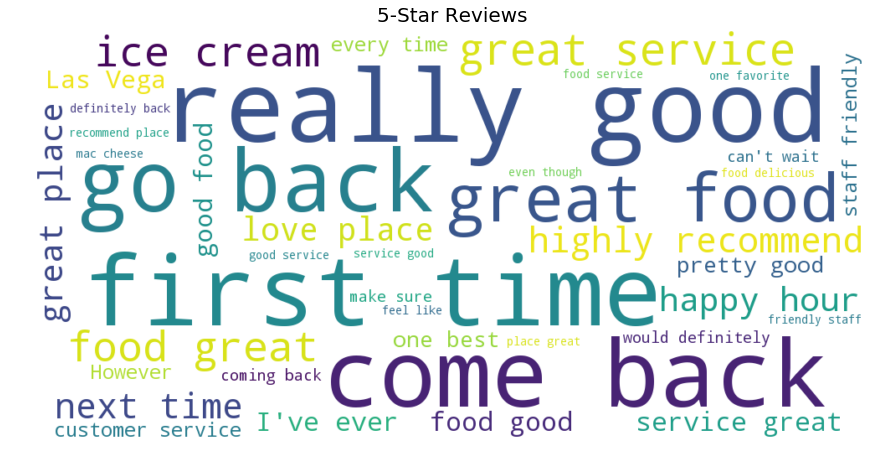 5-Star Reviews
ice cream
every time
great service
Las Vega
food service
one favorite
really good
definitely back
recommend place
mac cheese
great place
good food
staff friendly
go back
can't wait
even though
food delicious
great food
love place
highly recommend
good service
service good
pretty good
first time
make sure
happy hour
feel like
friendly staff
food great
one best
place great
would definitely
However
coming back
come back
next time
I've ever
food good
service great
customer service